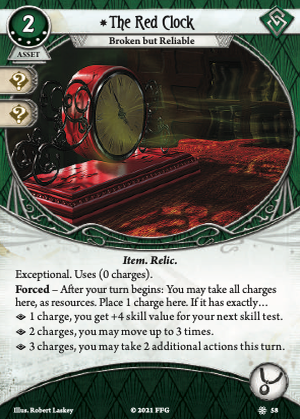 2
*The Red Clock
Broken but Reliable
ASSET
?
?
Item. Relic.
Exceptional. Uses (0 charges).
Forced – After your turn begins: You may take all charges
here, as resources. Place 1 charge here. If it has exactly…
1 charge, you get +4 skill value for your next skill test.
2 charges, you may move up to 3 times.
3 charges, you may take 2 additional actions this turn.
Illus. Robert Laskey
© 2021 FFG
58